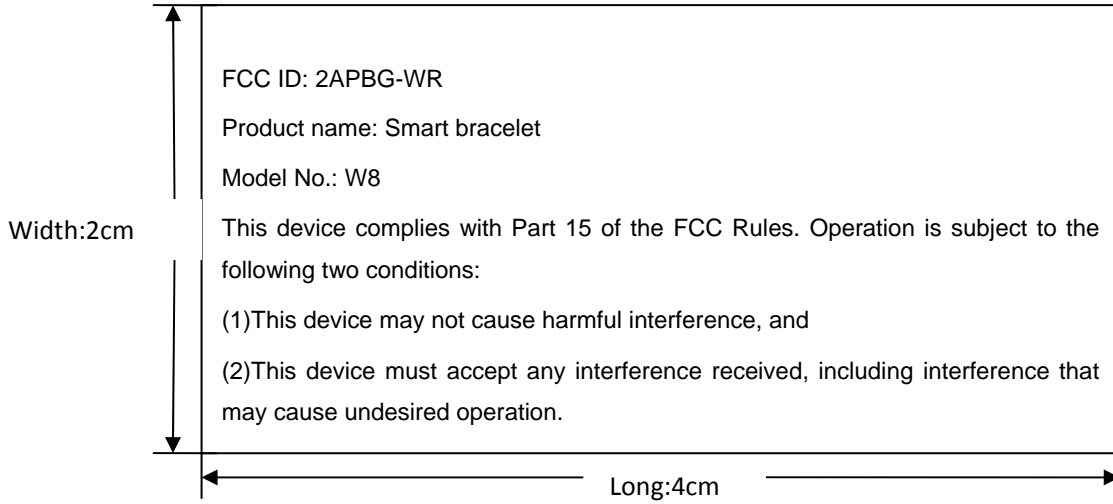 FCC ID: 2APBG-WR
Product name: Smart bracelet
Model No.: W8
Width:2cm
This device complies with Part 15 of the FCC Rules. Operation is subject to the
following two conditions:
(1)This device may not cause harmful interference, and
(2)This device must accept any interference received, including interference that
may cause undesired operation.
Long:4cm